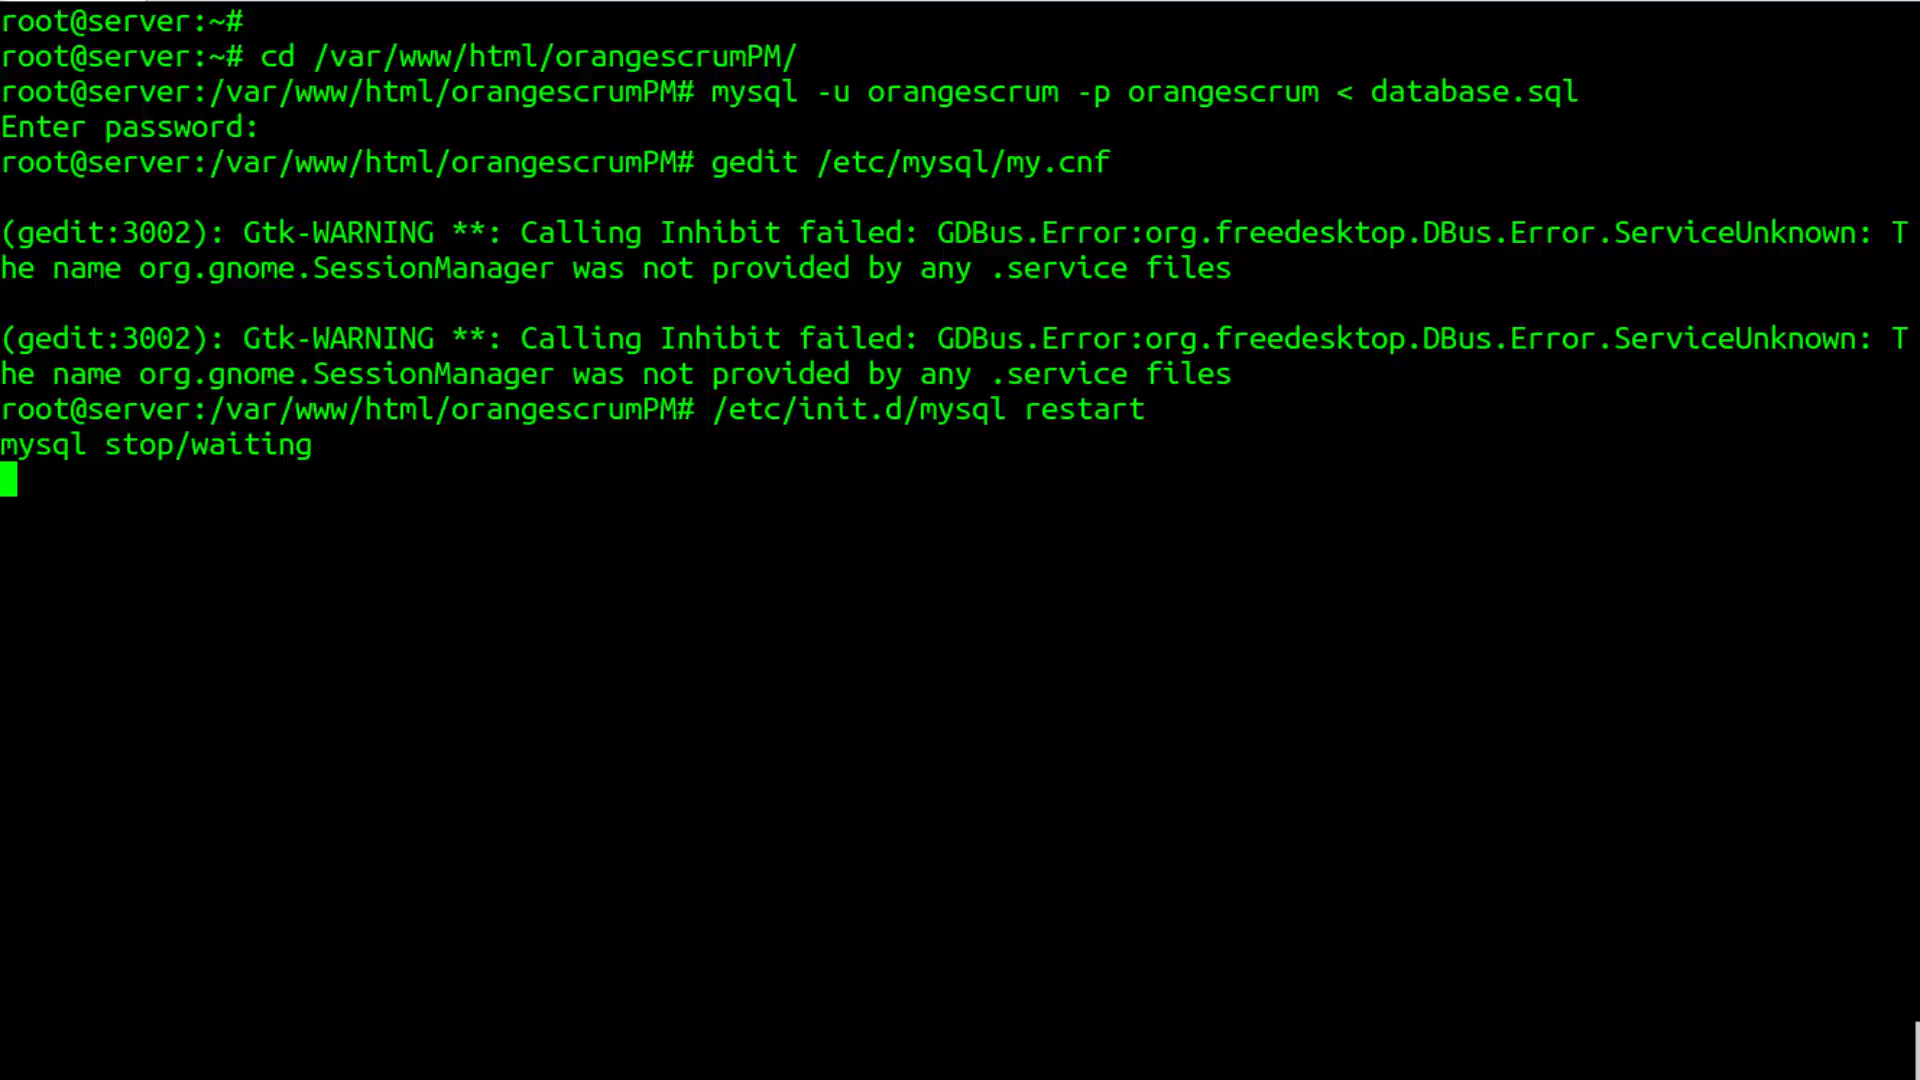 root@server:~#
root@server:~# cd /var/www/html/orangescrumPM/
root@server:/var/www/html/orangescrumPM# mysql -u orangescrum -p orangescrum < database.sql
Enter password:
root@server:/var/www/html/orangescrumPM# gedit /etc/mysql/my.cnf
(gedit:3002): Gtk-WARNING **: Calling Inhibit failed: GDBus.Error:org.freedesktop.DBus.Error.ServiceUnknown: T
he name org.gnome.SessionManager was not provided by any .service files
(gedit:3002): Gtk-WARNING **: Calling Inhibit failed: GDBus.Error:org.freedesktop.DBus.Error.ServiceUnknown: T
he name org.gnome.SessionManager was not provided by any .service files
root@server:/var/www/html/orangescrumPM# /etc/init.d/mysql restart
mysql stop/waiting